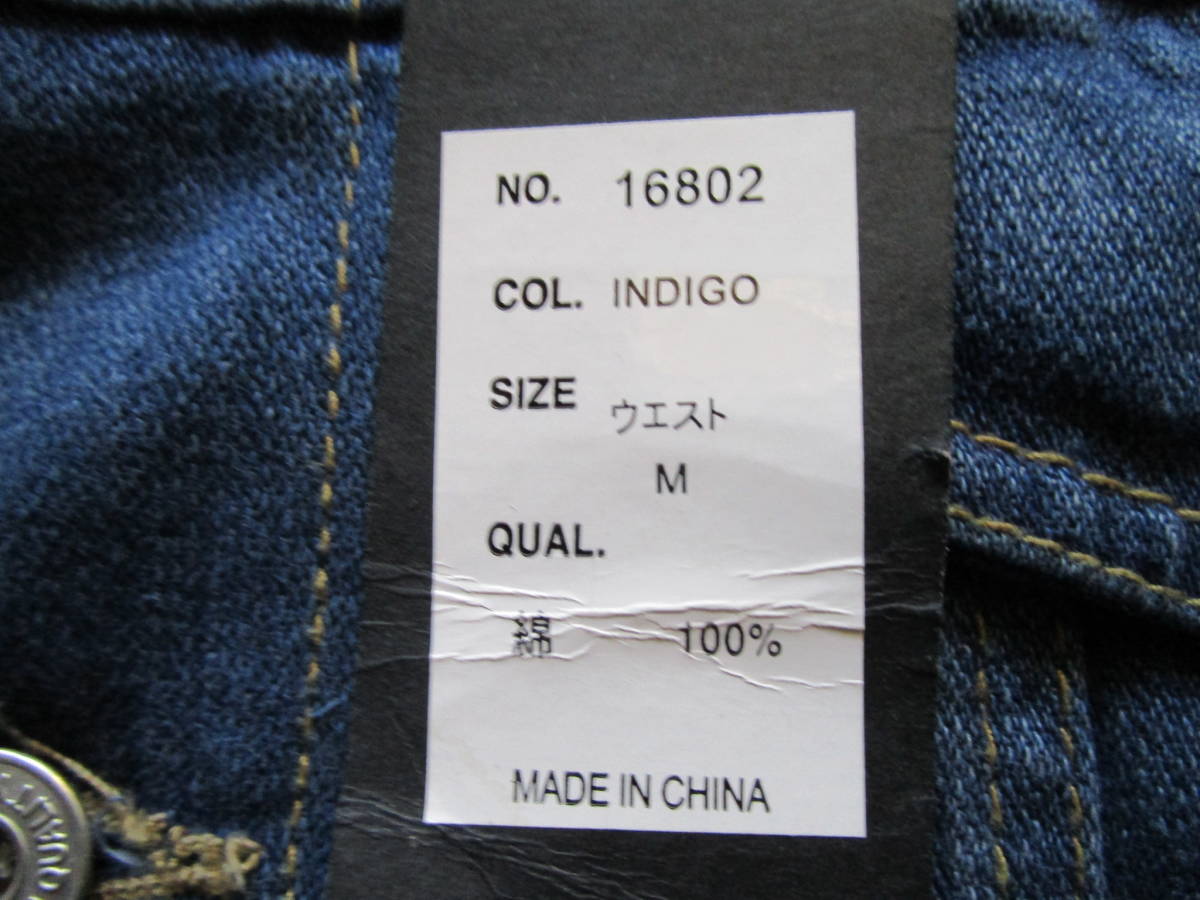 NO. 16802
COL. INDIGO
SIZE ウエスト
M
QUAL.
綿 100%
MADE IN CHINA